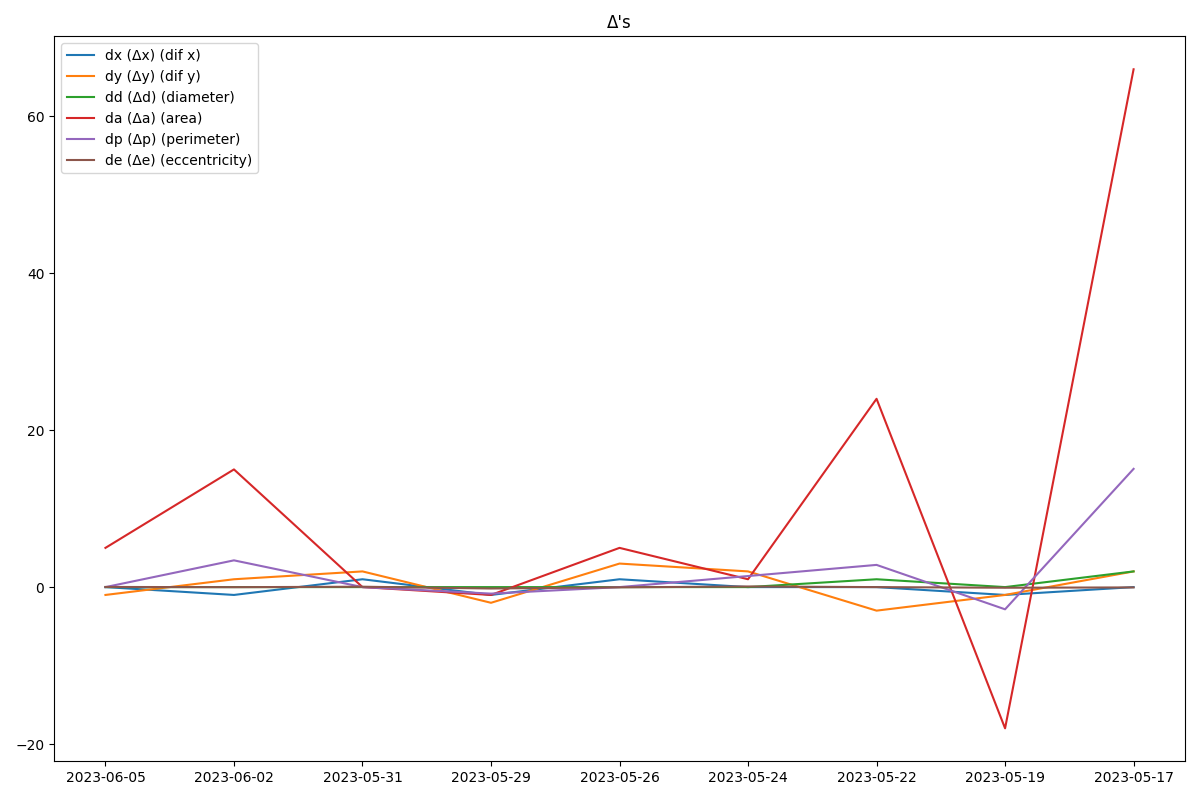 Δ's
dx (Δx) (dif x)
dy (Δy) (dif y)
dd (Δd) (diameter)
da (Δa) (area)
dp (Δp) (perimeter)
de (Δe) (eccentricity)
60
40
20
0
−20
2023-06-05 2023-06-02 2023-05-31 2023-05-29 2023-05-26 2023-05-24 2023-05-22 2023-05-19 2023-05-17